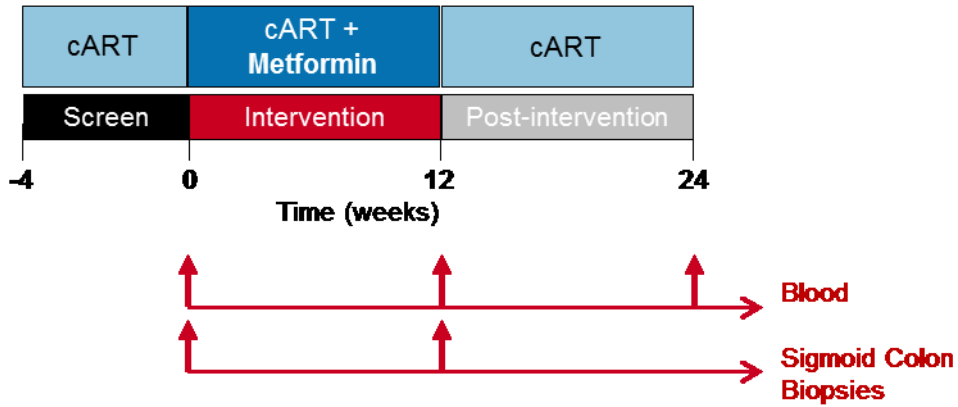 cART
cART +
Metformin
cART
Screen
Intervention
Post-intervention
-4
0
12
24
Time (weeks)
Blood
Sigmoid Colon
Biopsies